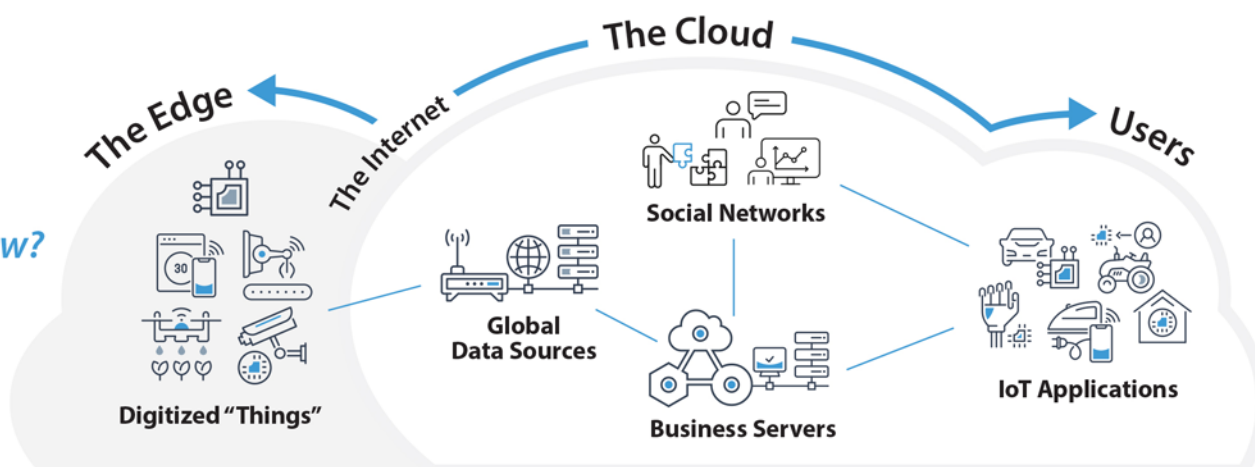 The Cloud
The Edge
The Internet
Users
w?
30
Social Networks
Global
Data Sources
IoT Applications
Digitized “Things”
Business Servers